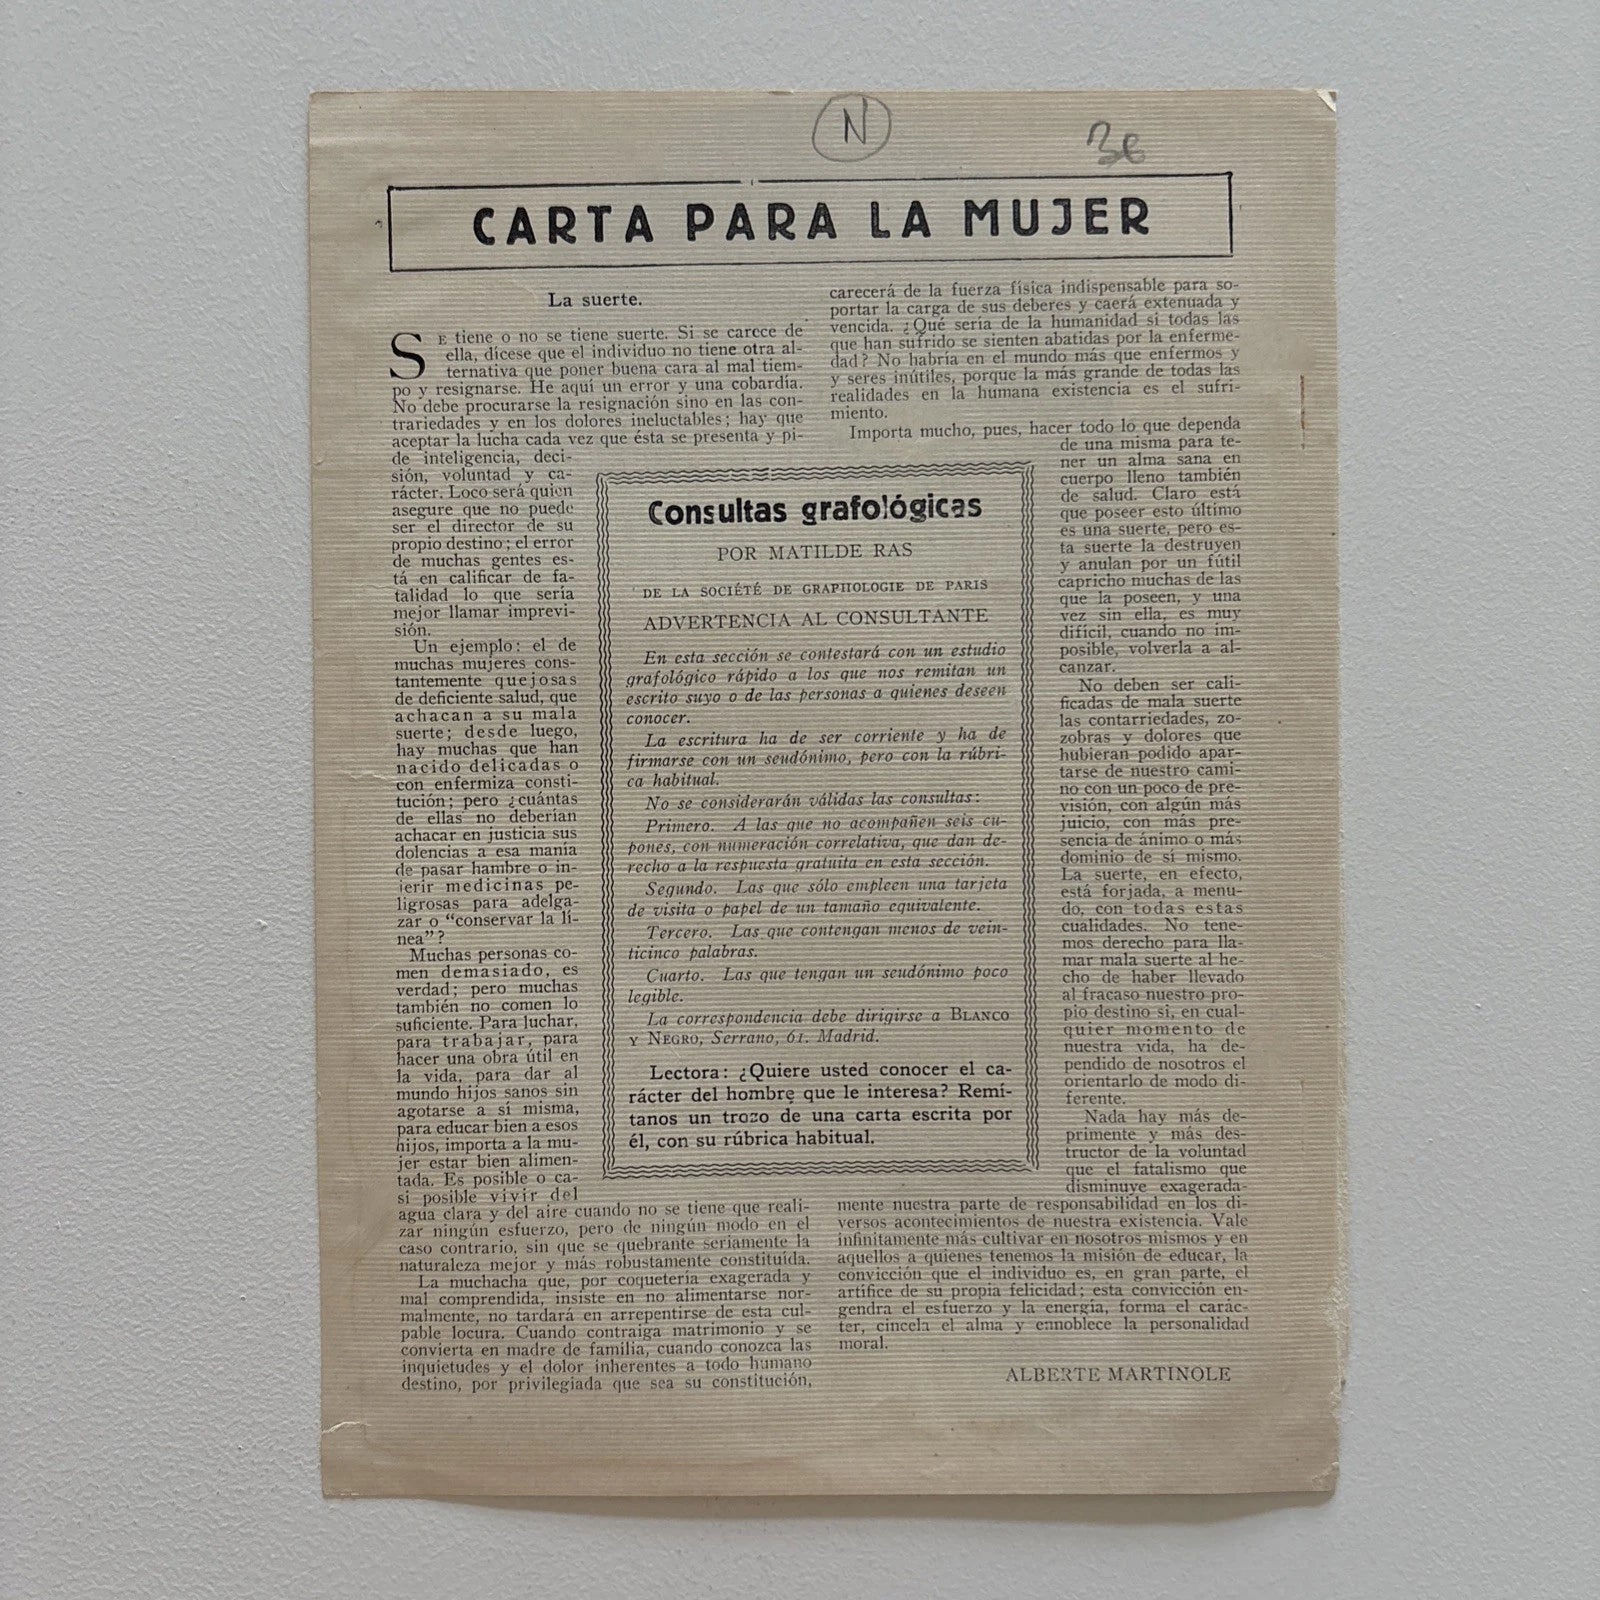 N
3e
CARTA PARA LA MUJER
La suerte.
SE tiene o no se tiene suerte. Si se carece de
ella, dícese que el individuo no tiene otra al-
ternativa que poner buena cara al mal tiem-
po y resignarse. He aquí un error y una cobardía.
No debe procurarse la resignación sino en las con-
trariedades y en los dolores ineluctables; hay que
aceptar la lucha cada vez que ésta se presenta y pi-
de inteligencia, deci-
sión, voluntad y ca-
rácter. Loco será quien
asegure que no puede
ser el director de su
propio destino; el error
de muchas gentes es-
tá en calificar de fa-
talidad lo que sería
mejor llamar imprevi-
sión.
Un ejemplo: el de
muchas mujeres cons-
tantemente quejosas
de deficiente salud, que
achacan a su mala
suerte; desde luego,
hay muchas que han
nacido delicadas o
con enfermiza consti-
tución; pero ¿cuántas
de ellas no deberían
achacar en justicia sus
dolencias a esa manía
de pasar hambre o in-
jerir medicinas pe-
ligrosas para adelga-
zar o "conservar la lí-
nea"?
Muchas personas co-
men demasiado, es
verdad; pero muchas
también no comen lo
suficiente. Para luchar,
para trabajar, para
hacer una obra útil en
la vida, para dar al
mundo hijos sanos sin
agotarse a sí misma,
para educar bien a esos
hijos, importa a la mu-
jer estar bien alimen-
tada. Es posible o ca-
si posible vivir del
agua clara y del aire cuando no se tiene que reali-
zar ningún esfuerzo, pero de ningún modo en el
caso contrario, sin que se quebrante seriamente la
naturaleza mejor y más robustamente constituída.
La muchacha que, por coquetería exagerada y
mal comprendida, insiste en no alimentarse nor-
malmente, no tardará en arrepentirse de esta cul-
pable locura. Cuando contraiga matrimonio y se
convierta en madre de familia, cuando conozca las
inquietudes y el dolor inherentes a todo humano
destino, por privilegiada que sea su constitución,
carecerá de la fuerza física indispensable para so-
portar la carga de sus deberes y caerá extenuada y
vencida. ¿Qué sería de la humanidad si todas las
que han sufrido se sienten abatidas por la enferme-
dad? No habría en el mundo más que enfermos y
y seres inútiles, porque la más grande de todas las
realidades en la humana existencia es el sufri-
miento.
Importa mucho, pues, hacer todo lo que dependa
de una misma para te-
ner un alma sana en
cuerpo lleno también
de salud. Claro está
que poseer esto último
es una suerte, pero es-
ta suerte la destruyen
y anulan por un fútil
capricho muchas de las
que la poseen, y una
vez sin ella, es muy
difícil, cuando no im-
posible, volverla a al-
canzar.
No deben ser cali-
ficadas de mala suerte
las contarriedades, zo-
zobras y dolores que
hubieran podido apar-
tarse de nuestro cami-
no con un poco de pre-
visión, con algún más
juicio, con más pre-
sencia de ánimo o más
dominio de sí mismo.
La suerte, en efecto,
está forjada, a menu-
do, con todas estas
cualidades. No tene-
mos derecho para lla-
mar mala suerte al he-
cho de haber llevado
al fracaso nuestro pro-
pio destino si, en cual-
quier momento de
nuestra vida, ha de-
pendido de nosotros el
orientarlo de modo di-
ferente.
Nada hay más de-
primente y más des-
tructor de la voluntad
que el fatalismo que
disminuye exagerada-
mente nuestra parte de responsabilidad en los di-
versos acontecimientos de nuestra existencia. Vale
infinitamente más cultivar en nosotros mismos y en
aquellos a quienes tenemos la misión de educar, la
convicción que el individuo es, en gran parte, el
artífice de su propia felicidad; esta convicción en-
gendra el esfuerzo y la energía, forma el carác-
ter, cincela el alma y ennoblece la personalidad
moral.
ALBERTE MARTINOLE
Consultas grafológicas
POR MATILDE RAS
DE LA SOCIÉTÉ DE GRAPHOLOGIE DE PARIS
ADVERTENCIA AL CONSULTANTE
En esta sección se contestará con un estudio
grafológico rápido a los que nos remitan un
escrito suyo o de las personas a quienes deseen
conocer.
La escritura ha de ser corriente y ha de
firmarse con un seudónimo, pero con la rúbri-
ca habitual.
No se considerarán válidas las consultas:
Primero. A las que no acompañen seis cu-
pones, con numeración correlativa, que dan de-
recho a la respuesta gratuita en esta sección.
Segundo. Las que sólo empleen una tarjeta
de visita o papel de un tamaño equivalente.
Tercero. Las que contengan menos de vein-
ticinco palabras.
Cuarto. Las que tengan un seudónimo poco
legible.
La correspondencia debe dirigirse a BLANCO
Y NEGRO, Serrano, 61. Madrid.
Lectora: ¿Quiere usted conocer el ca-
rácter del hombre que le interesa? Remí-
tanos un trozo de una carta escrita por
él, con su rúbrica habitual.